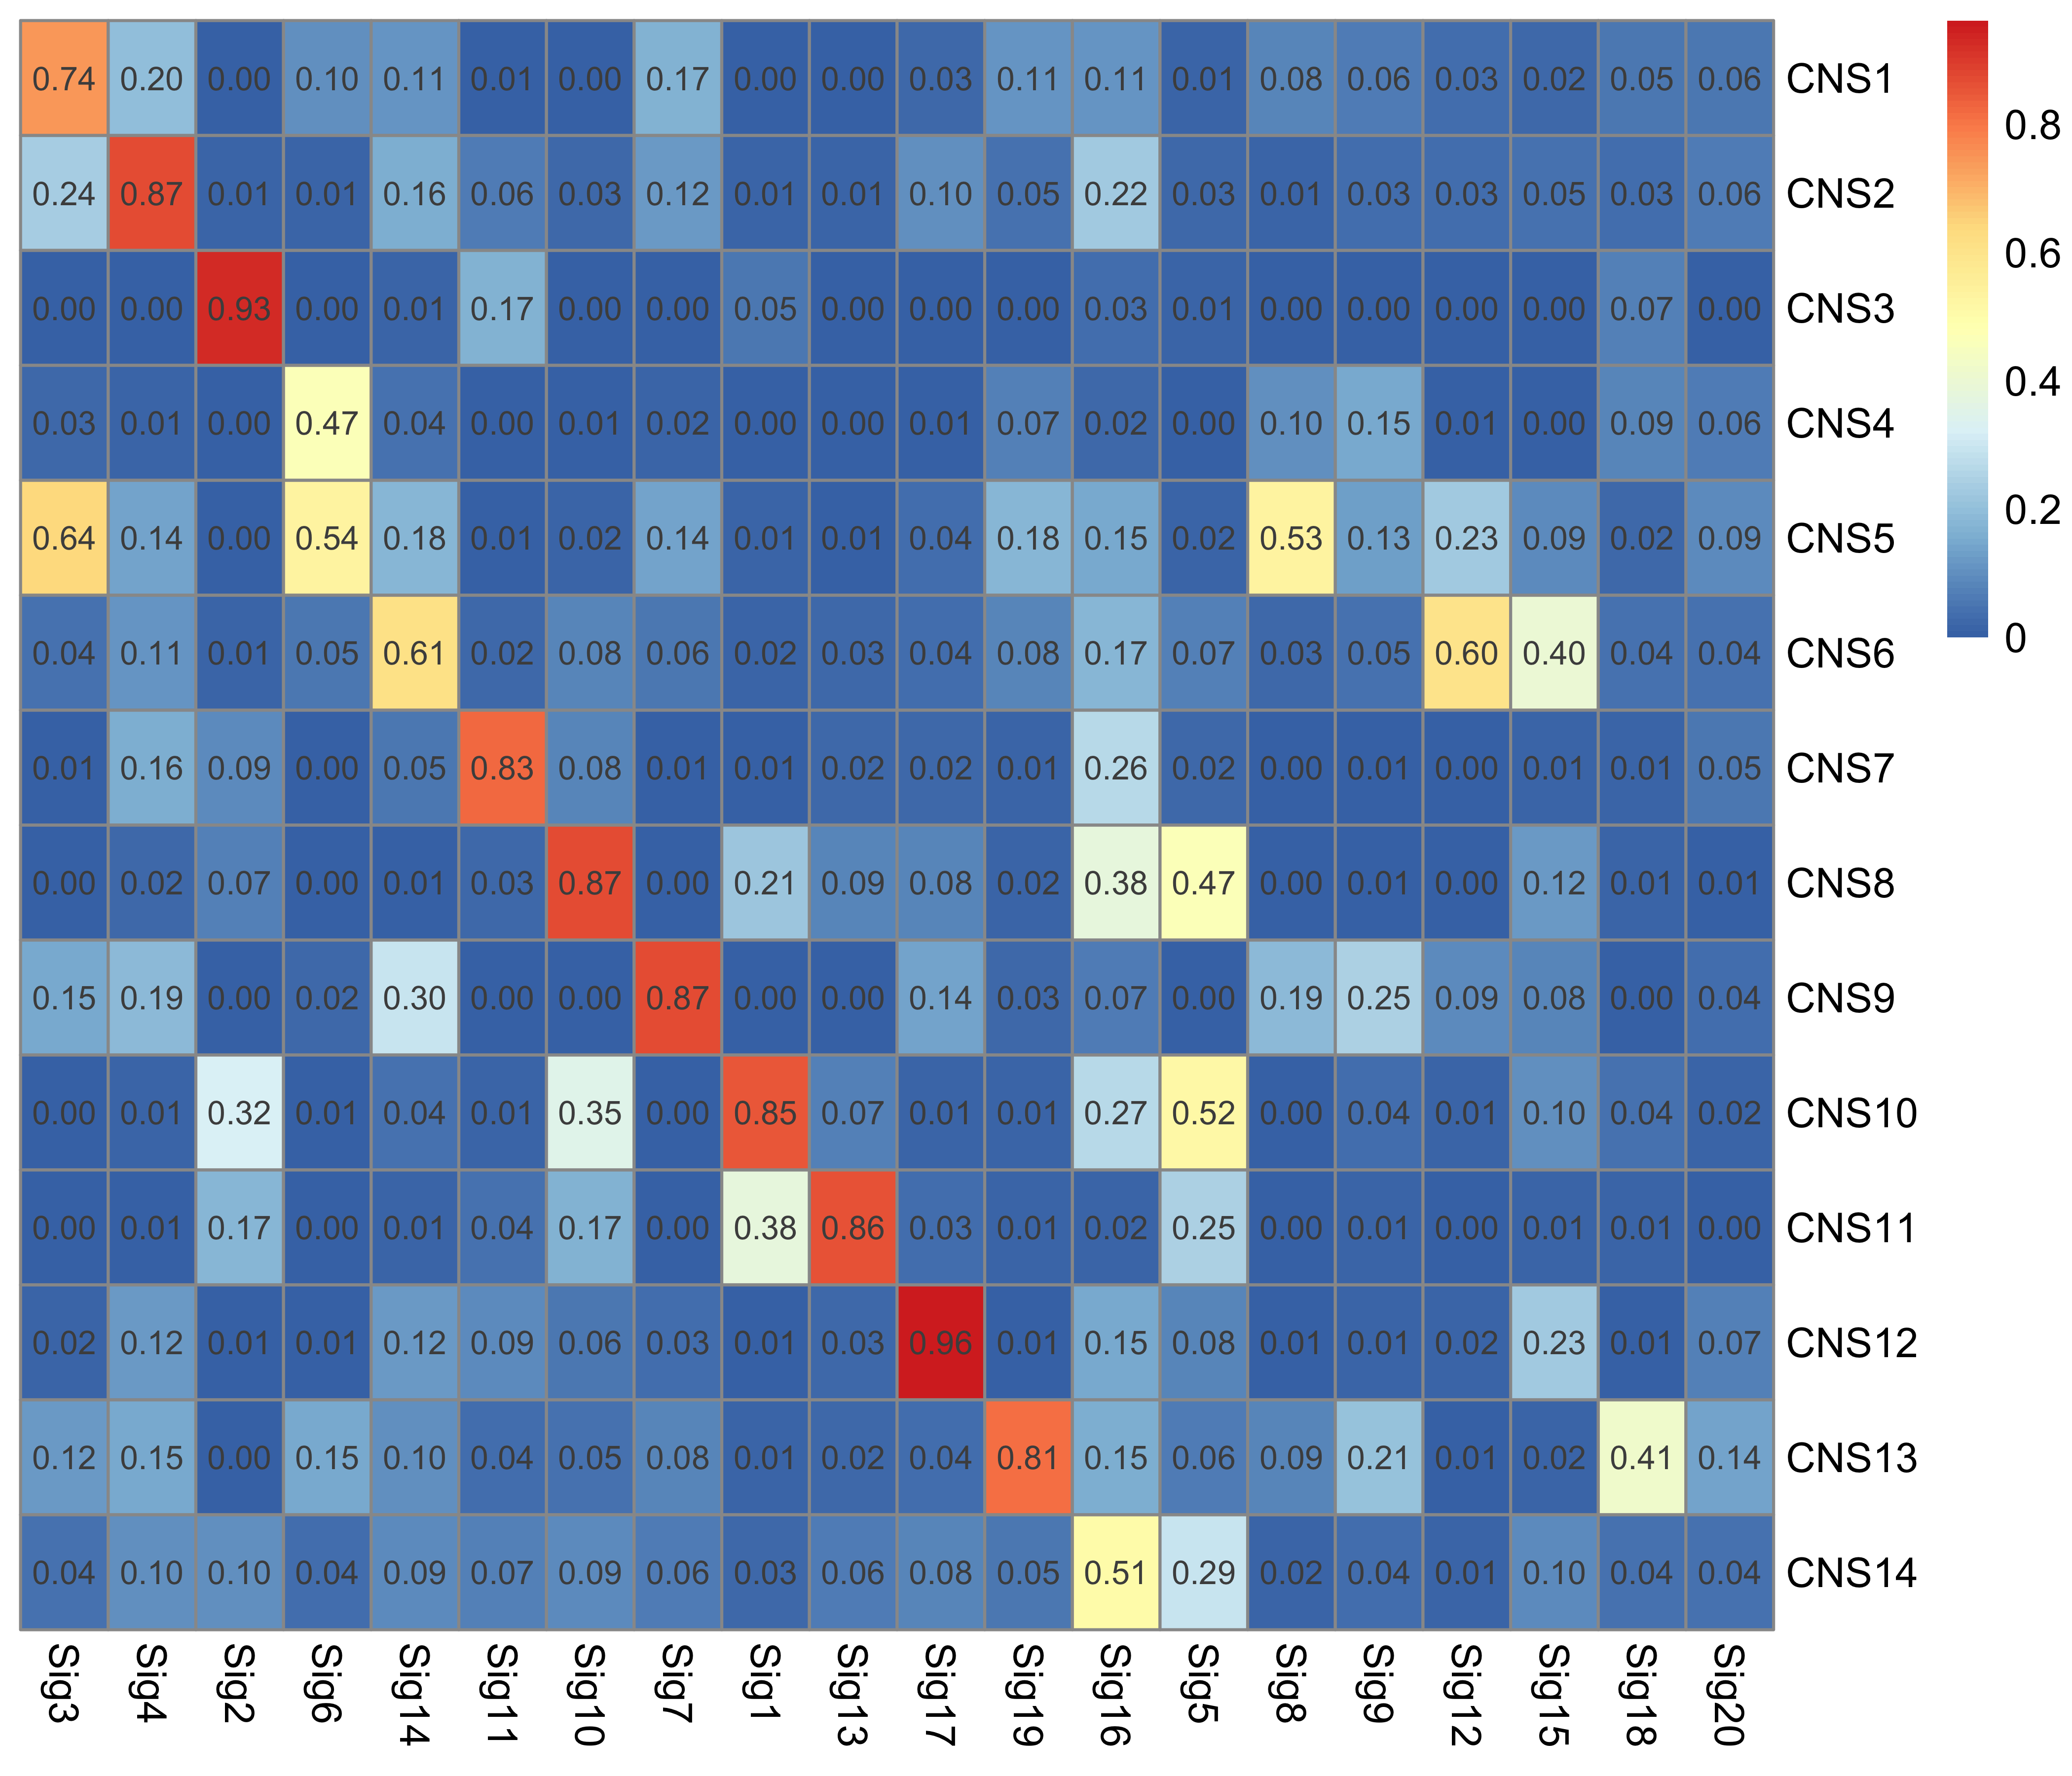 0.74 0.20 0.00 0.10 0.11 0.01 0.00 0.17 0.00 0.00 0.03 0.11 0.11 0.01 0.08 0.06 0.03 0.02 0.05 0.06 CNS1
0.24 0.87 0.01 0.01 0.16 0.06 0.03 0.12 0.01 0.01 0.10 0.05 0.22 0.03 0.01 0.03 0.03 0.05 0.03 0.06 CNS2
0.00 0.00 0.93 0.00 0.01 0.17 0.00 0.00 0.05 0.00 0.00 0.00 0.03 0.01 0.00 0.00 0.00 0.00 0.07 0.00 CNS3
0.03 0.01 0.00 0.47 0.04 0.00 0.01 0.02 0.00 0.00 0.01 0.07 0.02 0.00 0.10 0.15 0.01 0.00 0.09 0.06 CNS4
0.64 0.14 0.00 0.54 0.18 0.01 0.02 0.14 0.01 0.01 0.04 0.18 0.15 0.02 0.53 0.13 0.23 0.09 0.02 0.09 CNS5
0.04 0.11 0.01 0.05 0.61 0.02 0.08 0.06 0.02 0.03 0.04 0.08 0.17 0.07 0.03 0.05 0.60 0.40 0.04 0.04 CNS6
0.01 0.16 0.09 0.00 0.05 0.83 0.08 0.01 0.01 0.02 0.02 0.01 0.26 0.02 0.00 0.01 0.00 0.01 0.01 0.05 CNS7
0.00 0.02 0.07 0.00 0.01 0.03 0.87 0.00 0.21 0.09 0.08 0.02 0.38 0.47 0.00 0.01 0.00 0.12 0.01 0.01 CNS8
0.15 0.19 0.00 0.02 0.30 0.00 0.00 0.87 0.00 0.00 0.14 0.03 0.07 0.00 0.19 0.25 0.09 0.08 0.00 0.04 CNS9
0.00 0.01 0.32 0.01 0.04 0.01 0.35 0.00 0.85 0.07 0.01 0.01 0.27 0.52 0.00 0.04 0.01 0.10 0.04 0.02 CNS10
0.00 0.01 0.17 0.00 0.01 0.04 0.17 0.00 0.38 0.86 0.03 0.01 0.02 0.25 0.00 0.01 0.00 0.01 0.01 0.00 CNS11
0.02 0.12 0.01 0.01 0.12 0.09 0.06 0.03 0.01 0.03 0.96 0.01 0.15 0.08 0.01 0.01 0.02 0.23 0.01 0.07 CNS12
0.12 0.15 0.00 0.15 0.10 0.04 0.05 0.08 0.01 0.02 0.04 0.81 0.15 0.06 0.09 0.21 0.01 0.02 0.41 0.14 CNS13
0.04 0.10 0.10 0.04 0.09 0.07 0.09 0.06 0.03 0.06 0.08 0.05 0.51 0.29 0.02 0.04 0.01 0.10 0.04 0.04 CNS14
Sig3 Sig4 Sig2 Sig6 Sig14 Sig11 Sig10 Sig7 Sig1 Sig13 Sig17 Sig19 Sig16 Sig5 Sig8 Sig9 Sig12 Sig15 Sig18 Sig20
0.8
0.6
0.4
0.2
0